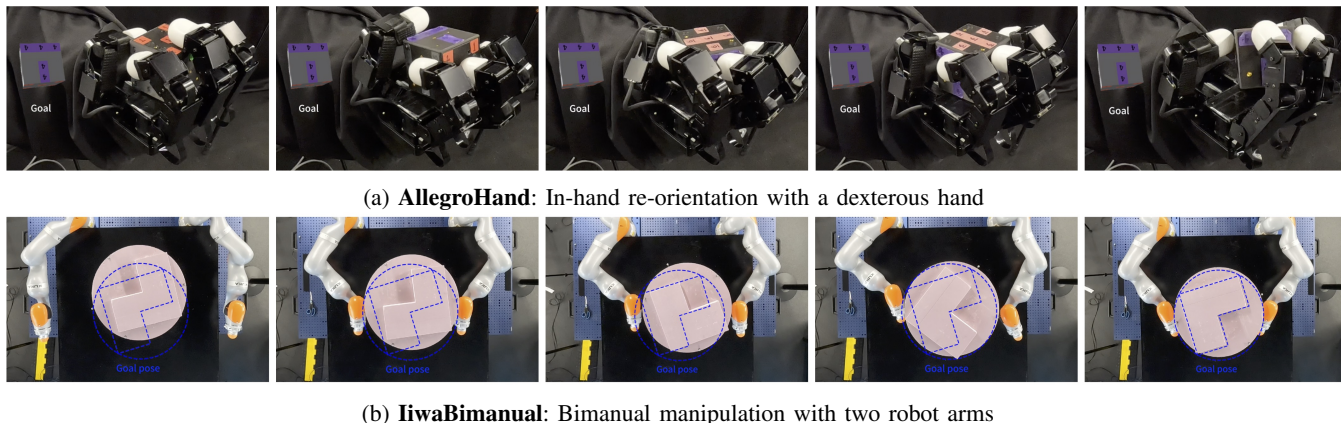 Goal
Goal
Goal
Goal
Goal
(a) AllegroHand: In-hand re-orientation with a dexterous hand
Goal pose
Goal pose
Goal pose
Goal pose
Goal pose
(b) IiwaBimanual: Bimanual manipulation with two robot arms